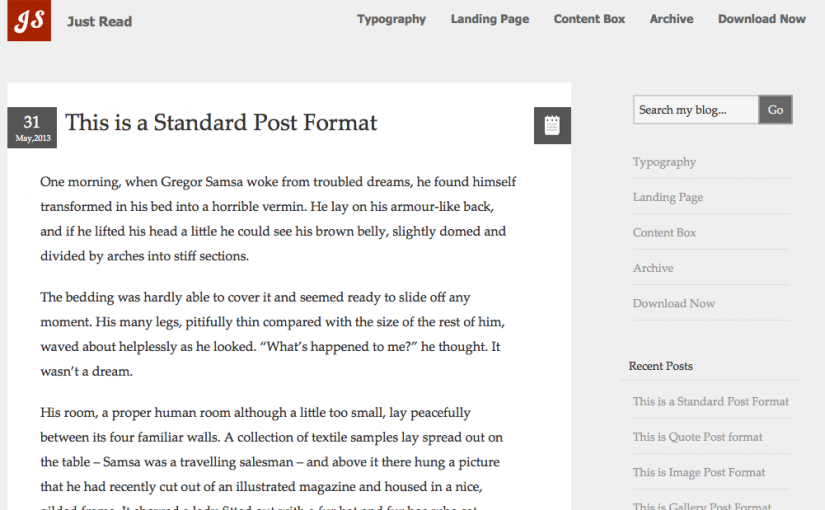 JS
Just Read
Typography
Landing Page
Content Box
Archive
Download Now
31
May,2013
This is a Standard Post Format
One morning, when Gregor Samsa woke from troubled dreams, he found himself
transformed in his bed into a horrible vermin. He lay on his armour-like back,
and if he lifted his head a little he could see his brown belly, slightly domed and
divided by arches into stiff sections.
The bedding was hardly able to cover it and seemed ready to slide off any
moment. His many legs, pitifully thin compared with the size of the rest of him,
waved about helplessly as he looked. “What’s happened to me?” he thought. It
wasn’t a dream.
His room, a proper human room although a little too small, lay peacefully
between its four familiar walls. A collection of textile samples lay spread out on
the table – Samsa was a travelling salesman – and above it there hung a picture
that he had recently cut out of an illustrated magazine and housed in a nice,
Search my blog...
Go
Typography
Landing Page
Content Box
Archive
Download Now
Recent Posts
This is a Standard Post Format
This is Quote Post format
This is Image Post Format
This is Gallery Post Format